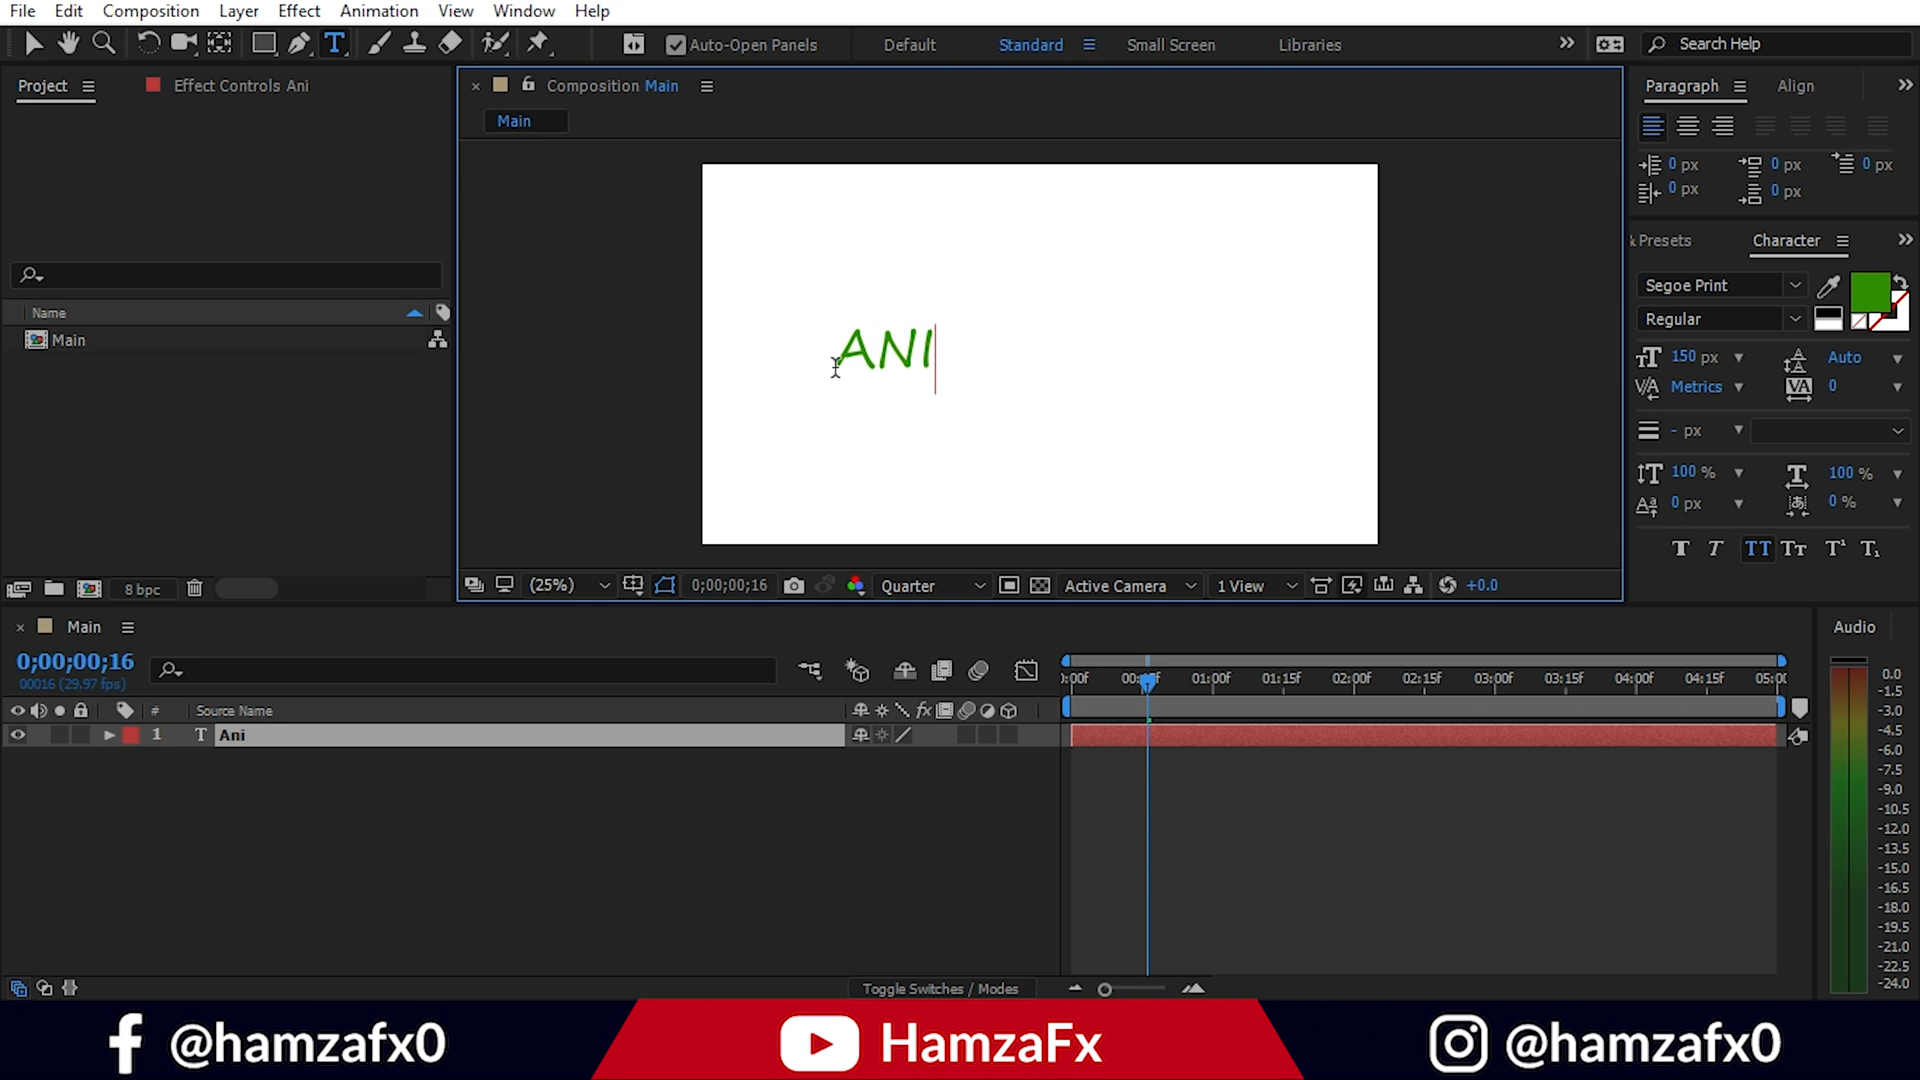 File Edit Composition Layer Effect Animation View Window Help
Auto-Open Panels Default Standard Small Screen Libraries Search Help
Project Effect Controls Ani
Composition Main
Main
Name
Main
ANI
8 bpc
(25%) 0;00;00;16 Quarter Active Camera 1 View +0.0
Paragraph Align
0 px 0 px 0 px
0 px 0 px
& Presets Character
Segoe Print
Regular
150 px Auto
Metrics 0
- px
100 % 100 %
0 px 0 %
Main
0;00;00;16
00016 (29.97 fps)
# Source Name
1 T Ani
):00f 01:00f 01:15f 02:00f 02:15f 03:00f 03:15f 04:00f 04:15f 05:00
Toggle Switches / Modes
Audio
0.0
-1.5
-3.0
-4.5
-6.0
-7.5
-9.0
-10.5
-12.0
-13.5
-15.0
-16.5
-18.0
-19.5
-21.0
-22.5
-24.0
@hamzafx0 HamzaFx @hamzafx0